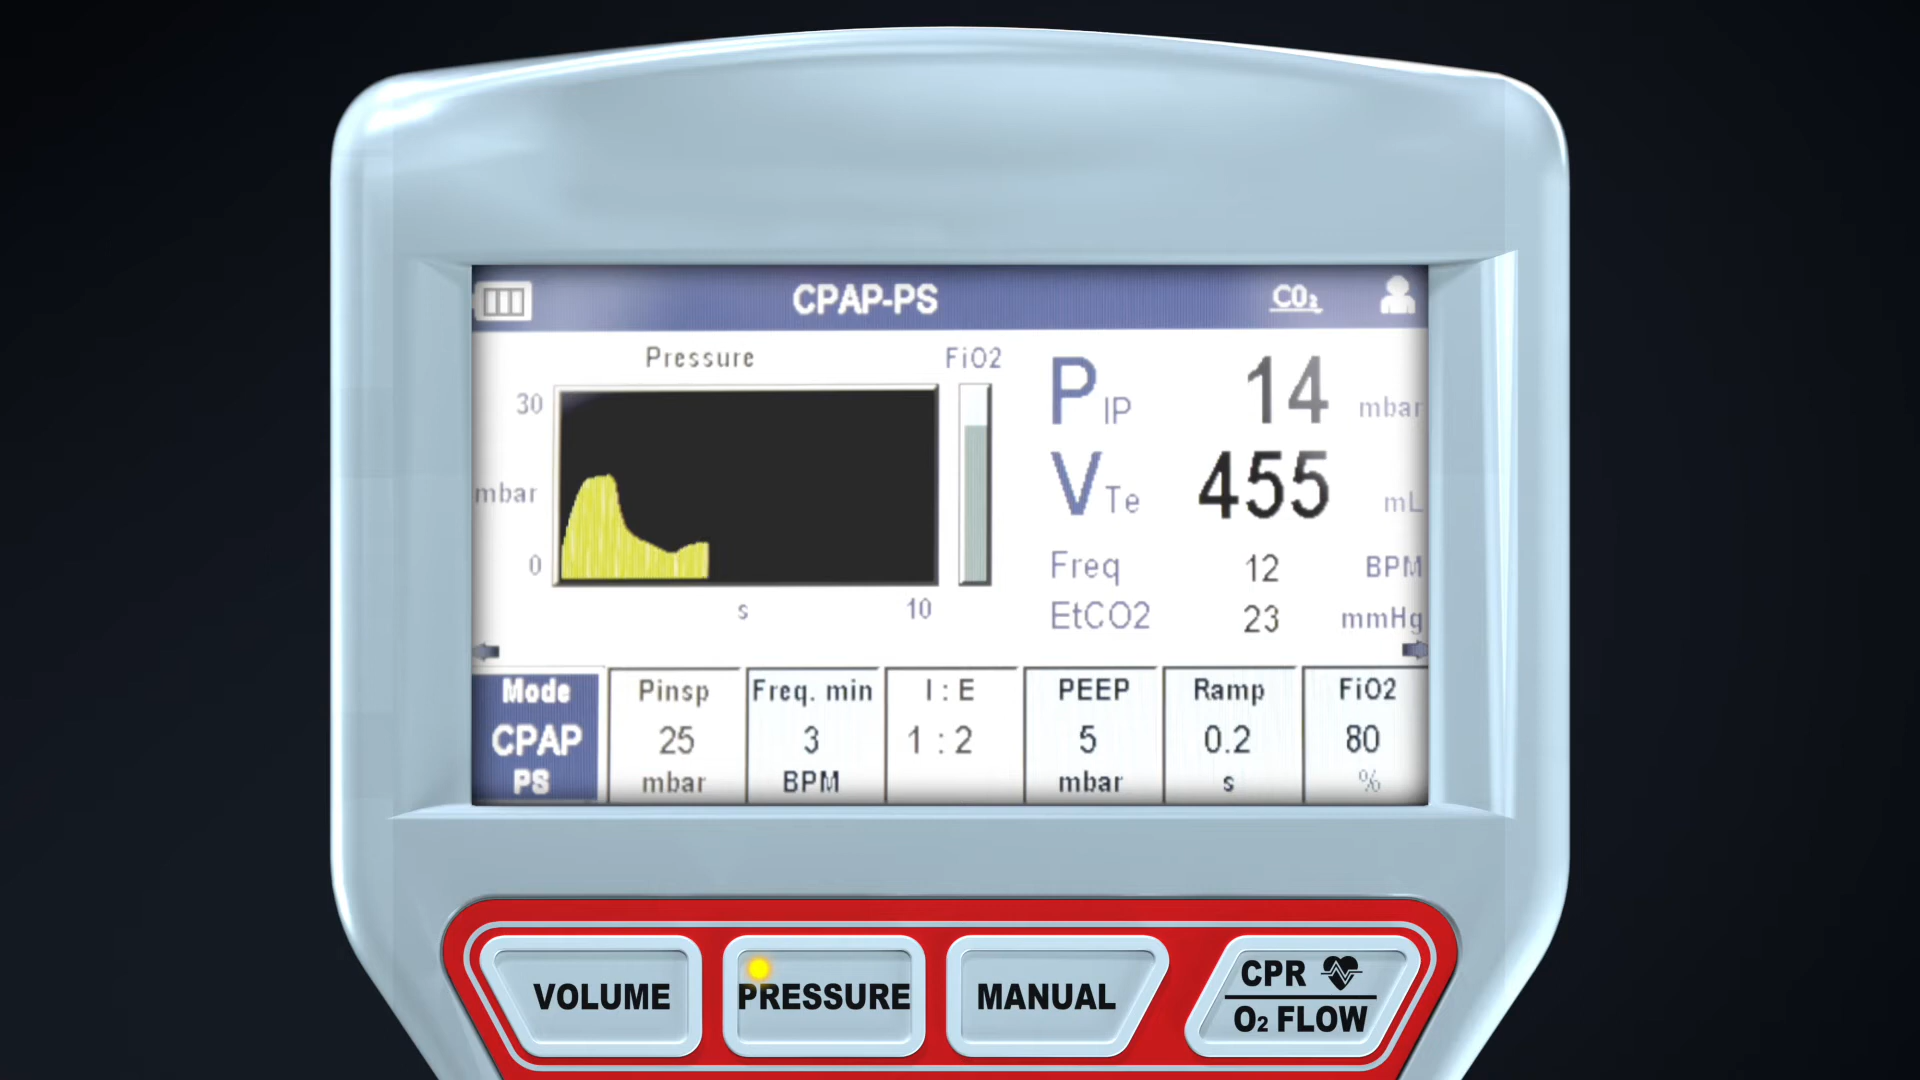 CPAP-PS
CO₂
Pressure
FiO2
30
mbar
0
s
10
PIP 14 mbar
VTe 455 mL
Freq 12 BPM
EtCO2 23 mmHg
Mode
CPAP
PS
Pinsp
25
mbar
Freq. min
3
BPM
I : E
1 : 2
PEEP
5
mbar
Ramp
0.2
s
FiO2
80
%
VOLUME
PRESSURE
MANUAL
CPR
O₂ FLOW